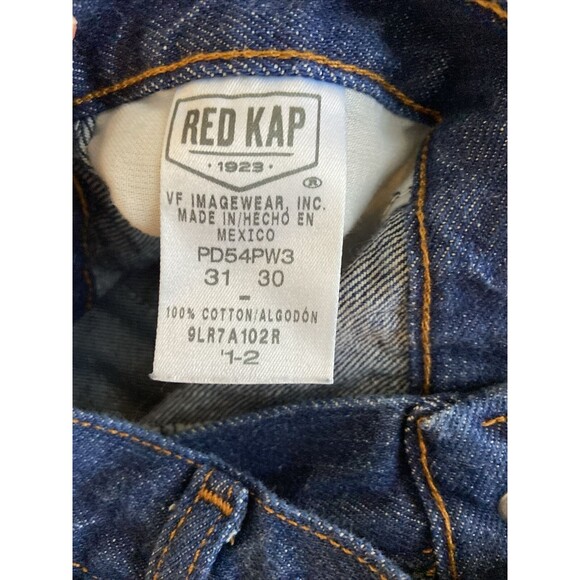 RED KAP
· 1923 ·
®
VF IMAGEWEAR, INC.
MADE IN/HECHO EN
MEXICO
PD54PW3
31 30
-
100% COTTON/ALGODÓN
9LR7A102R
'1-2